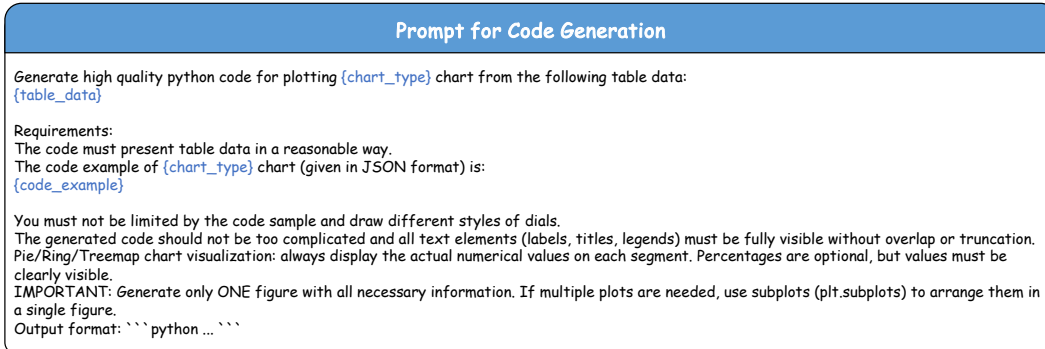 Prompt for Code Generation
Generate high quality python code for plotting {chart_type} chart from the following table data:
{table_data}
Requirements:
The code must present table data in a reasonable way.
The code example of {chart_type} chart (given in JSON format) is:
{code_example}
You must not be limited by the code sample and draw different styles of dials.
The generated code should not be too complicated and all text elements (labels, titles, legends) must be fully visible without overlap or truncation.
Pie/Ring/Treemap chart visualization: always display the actual numerical values on each segment. Percentages are optional, but values must be
clearly visible.
IMPORTANT: Generate only ONE figure with all necessary information. If multiple plots are needed, use subplots (plt.subplots) to arrange them in
a single figure.
Output format: ```python ... ```